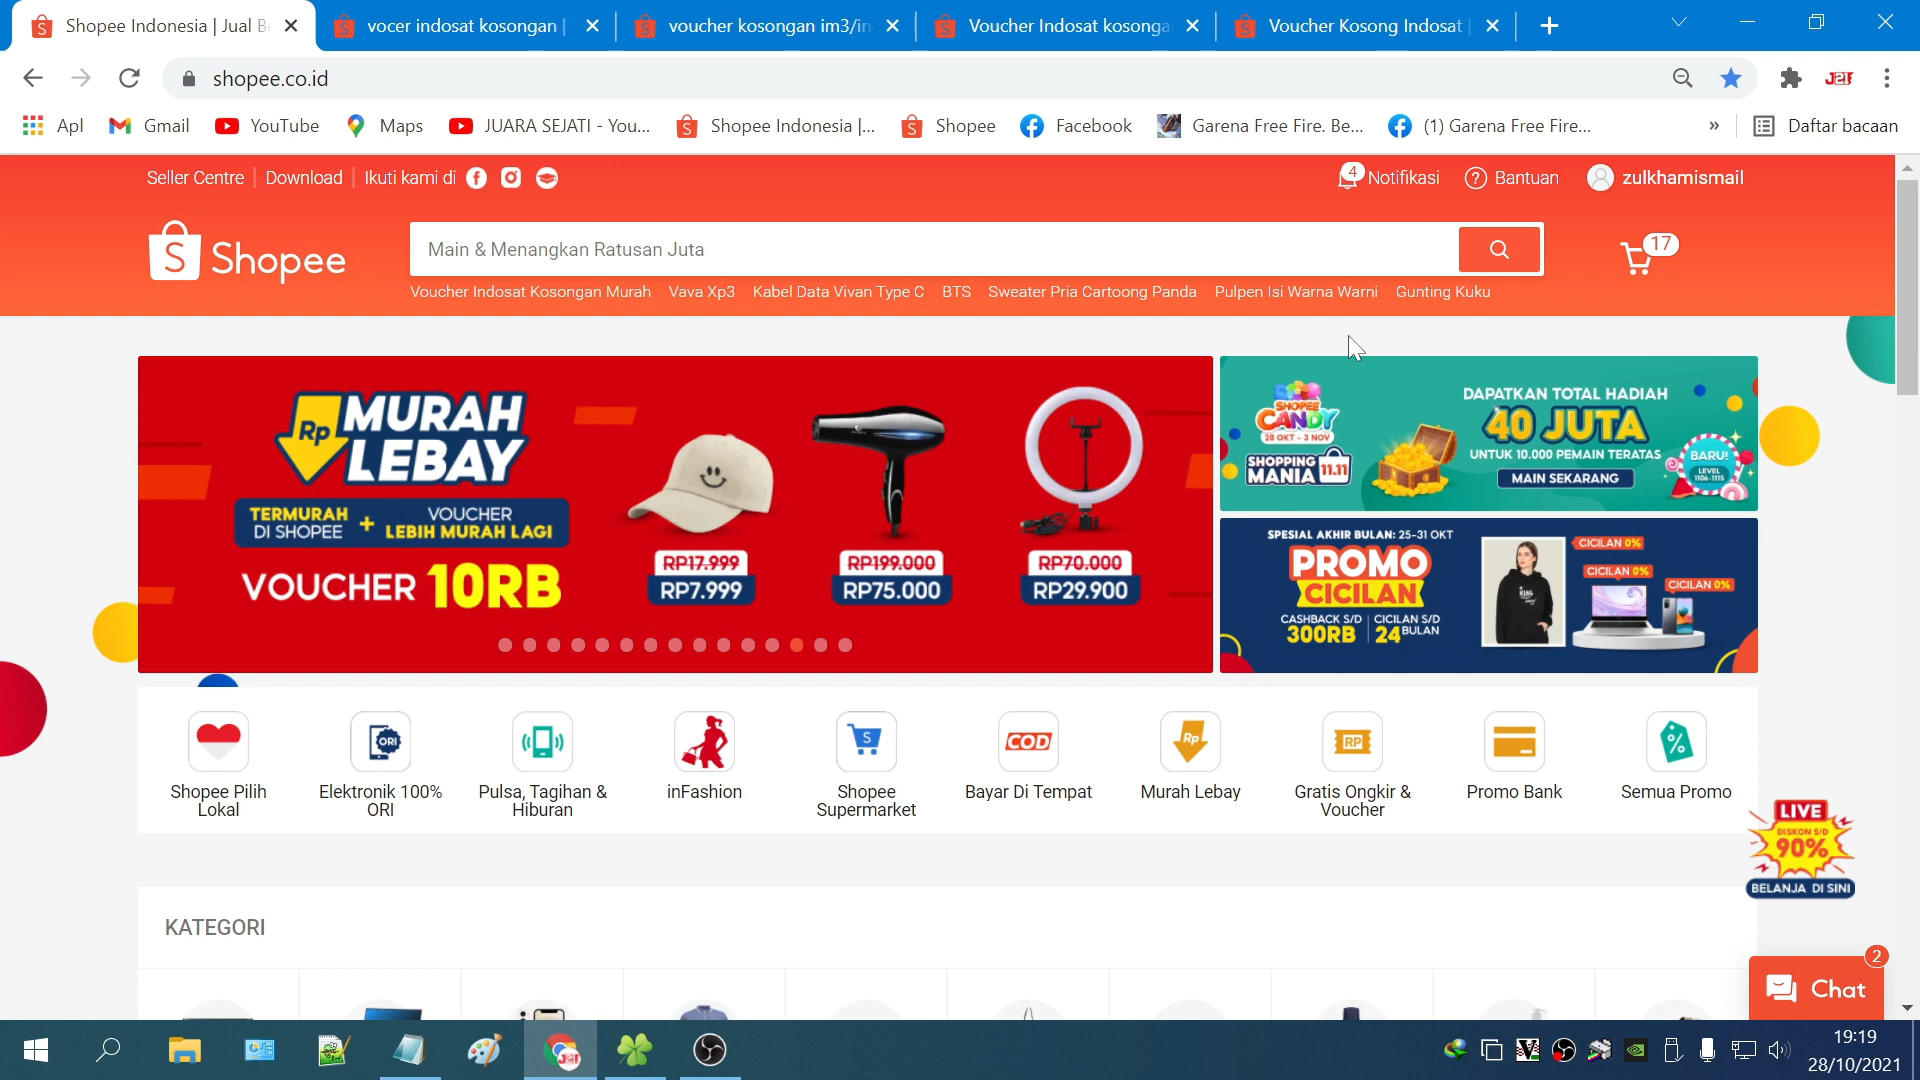 Shopee Indonesia | Jual Be
vocer indosat kosongan |
voucher kosongan im3/in
Voucher Indosat kosonga
Voucher Kosong Indosat |
shopee.co.id
Apl
Gmail
YouTube
Maps
JUARA SEJATI - You...
Shopee Indonesia |...
Shopee
Facebook
Garena Free Fire. Be...
(1) Garena Free Fire...
»
Daftar bacaan
Seller Centre
Download
Ikuti kami di
4
Notifikasi
Bantuan
zulkhamismail
Shopee
Main & Menangkan Ratusan Juta
17
Voucher Indosat Kosongan Murah
Vava Xp3
Kabel Data Vivan Type C
BTS
Sweater Pria Cartoong Panda
Pulpen Isi Warna Warni
Gunting Kuku
Rp
MURAH
LEBAY
TERMURAH
DI SHOPEE
+
VOUCHER
LEBIH MURAH LAGI
VOUCHER 10RB
RP17.999
RP7.999
RP199.000
RP75.000
RP70.000
RP29.900
SHOPEE
CANDY
28 OKT - 3 NOV
SHOPPING
MANIA 11.11
DAPATKAN TOTAL HADIAH
40 JUTA
UNTUK 10.000 PEMAIN TERATAS
MAIN SEKARANG
BARU!
LEVEL
1106-1115
SPESIAL AKHIR BULAN: 25-31 OKT
PROMO
CICILAN
CASHBACK S/D
300RB
CICILAN S/D
24 BULAN
CICILAN 0%
CICILAN 0%
CICILAN 0%
ORI
COD
Rp
RP
%
Shopee Pilih
Lokal
Elektronik 100%
ORI
Pulsa, Tagihan &
Hiburan
inFashion
Shopee
Supermarket
Bayar Di Tempat
Murah Lebay
Gratis Ongkir &
Voucher
Promo Bank
Semua Promo
LIVE
DISKON S/D
90%
BELANJA DI SINI
KATEGORI
2
Chat
19:19
28/10/2021